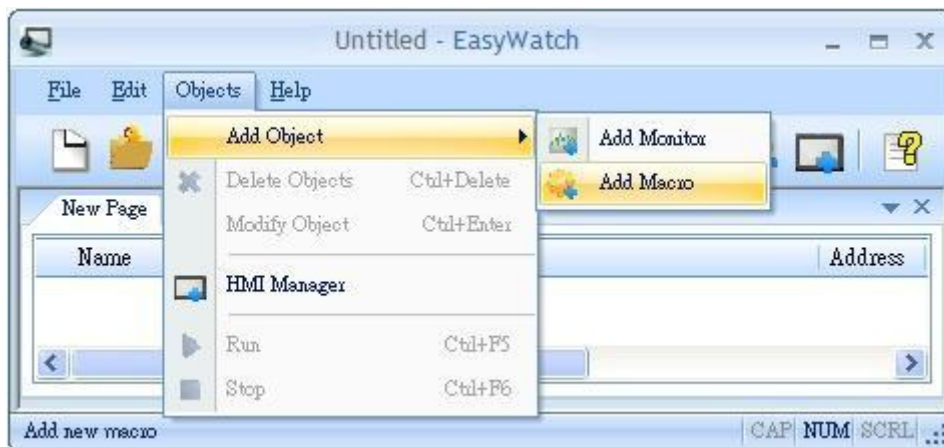 Untitled - EasyWatch
File Edit Objects Help
Add Object
Add Monitor
Add Macro
Delete Objects Ctrl+Delete
Modify Object Ctrl+Enter
New Page
Name
Address
HMI Manager
Run Ctrl+F5
Stop Ctrl+F6
Add new macro
CAP NUM SCRL